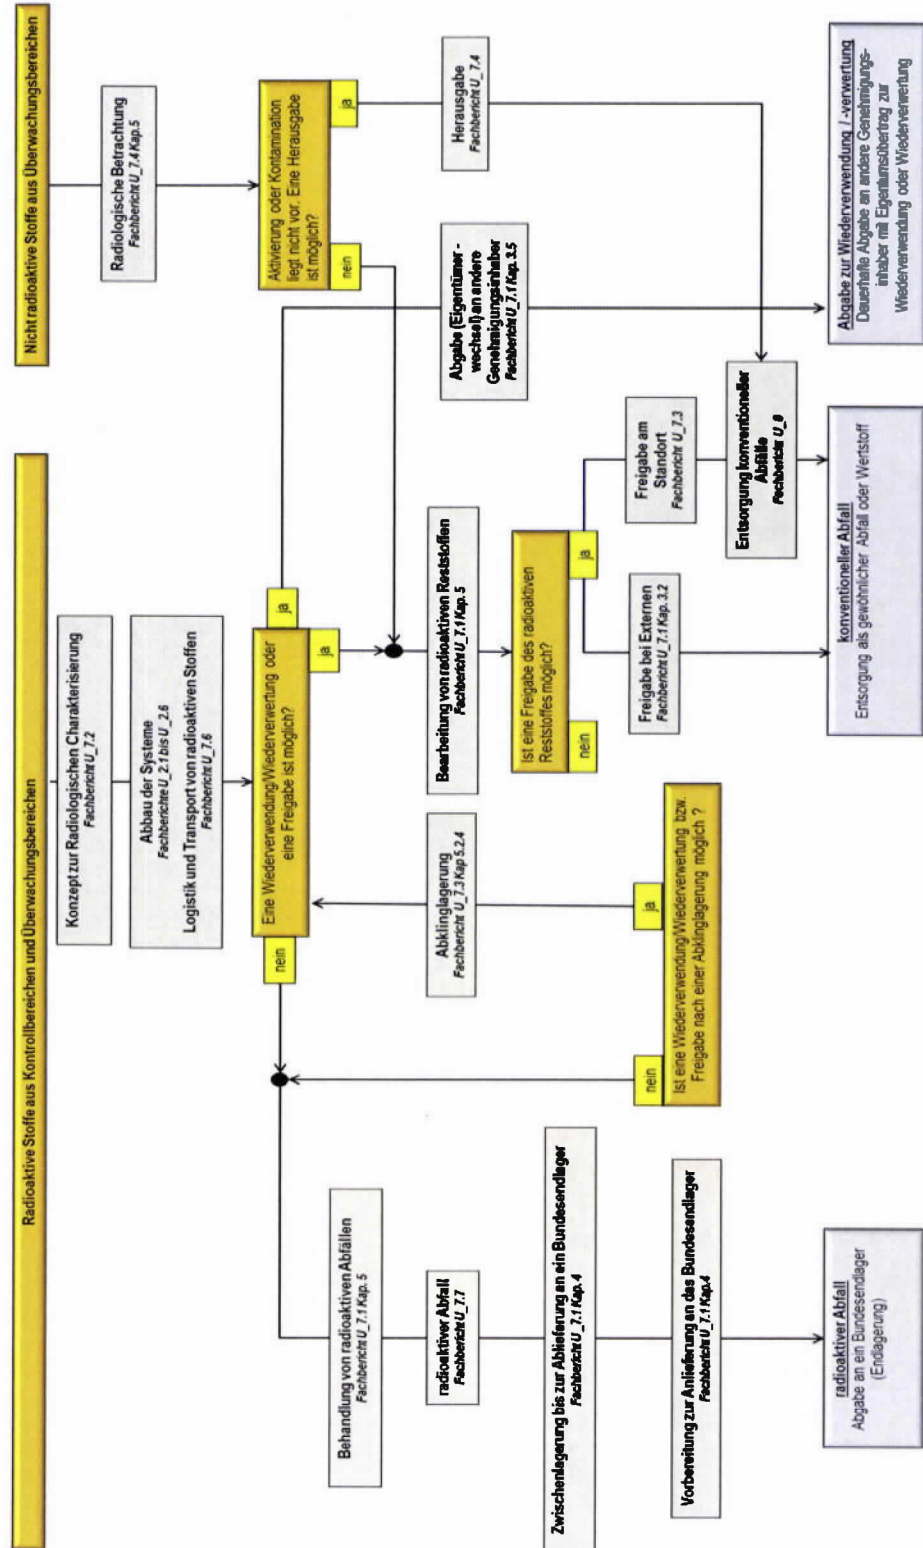 Radioaktive Stoffe aus Kontrollbereichen und Überwachungsbereichen
Nicht radioaktive Stoffe aus Überwachungsbereichen
Konzept zur Radiologischen Charakterisierung
Fachbericht U_7.2
Radiologische Betrachtung
Fachbericht U_7.4 Kap.5
Abbau der Systeme
Fachberichte U_2.1 bis U_2.6
Logistik und Transport von radioaktiven Stoffen
Fachbericht U_7.6
Aktivierung oder Kontamination
liegt nicht vor. Eine Herausgabe
ist möglich?
nein
ja
Eine Wiederverwendung/Wiederverwertung oder
eine Freigabe ist möglich?
nein
ja
ja
Behandlung von radioaktiven Abfällen
Fachbericht U_7.1 Kap. 5
Abklinglagerung
Fachbericht U_7.3 Kap 5.2.4
Bearbeitung von radioaktiven Reststoffen
Fachbericht U_7.1 Kap. 5
Abgabe (Eigentümer-
wechsel) an andere
Genehmigungsinhaber
Fachbericht U_7.1 Kap. 3.5
Herausgabe
Fachbericht U_7.4
radioaktiver Abfall
Fachbericht U_7.7
Ist eine Freigabe des radioaktiven
Reststoffes möglich?
nein
ja
Zwischenlagerung bis zur Ablieferung an ein Bundesendlager
Fachbericht U_7.1 Kap. 4
nein
ja
Ist eine Wiederverwendung/Wiederverwertung bzw.
Freigabe nach einer Abklinglagerung möglich ?
Freigabe bei Externen
Fachbericht U_7.1 Kap. 3.2
Freigabe am
Standort
Fachbericht U_7.3
Vorbereitung zur Anlieferung an das Bundesendlager
Fachbericht U_7.1 Kap.4
Entsorgung konventioneller
Abfälle
Fachbericht U_8
radioaktiver Abfall
Abgabe an ein Bundesendlager
(Endlagerung)
konventioneller Abfall
Entsorgung als gewöhnlicher Abfall oder Wertstoff
Abgabe zur Wiederverwendung / -verwertung
Dauerhafte Abgabe an andere Genehmigungs-
inhaber mit Eigentumsübertrag zur
Wiederverwendung oder Wiederverwertung